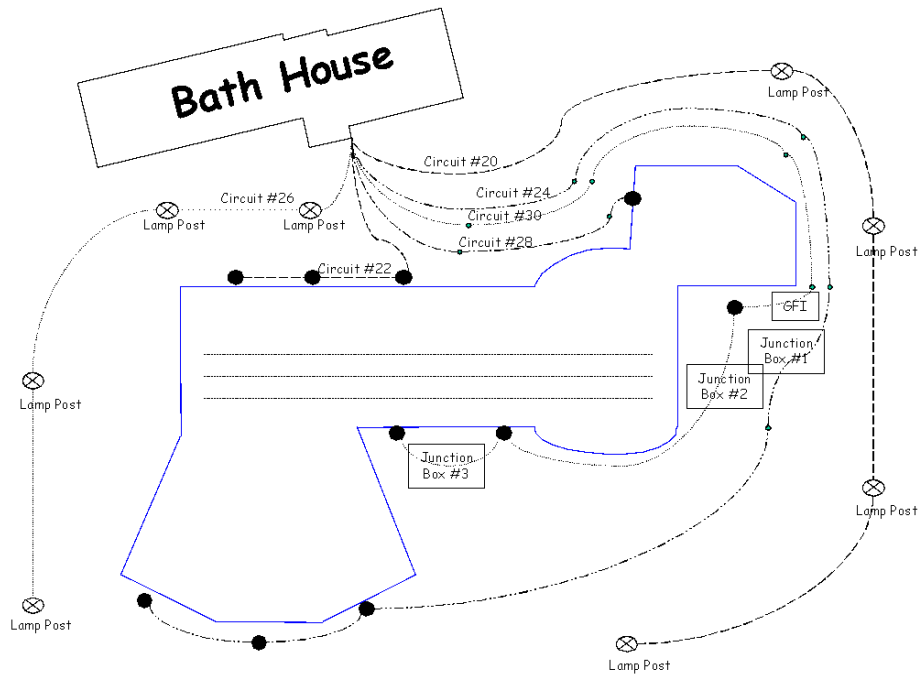 Bath House
Lamp Post
Circuit #20
Circuit #24
Circuit #26
Lamp Post
Lamp Post
Circuit #30
Circuit #28
Lamp Post
Circuit #22
GFI
Junction
Box #1
Junction
Box #2
Lamp Post
Junction
Box #3
Lamp Post
Lamp Post
Lamp Post